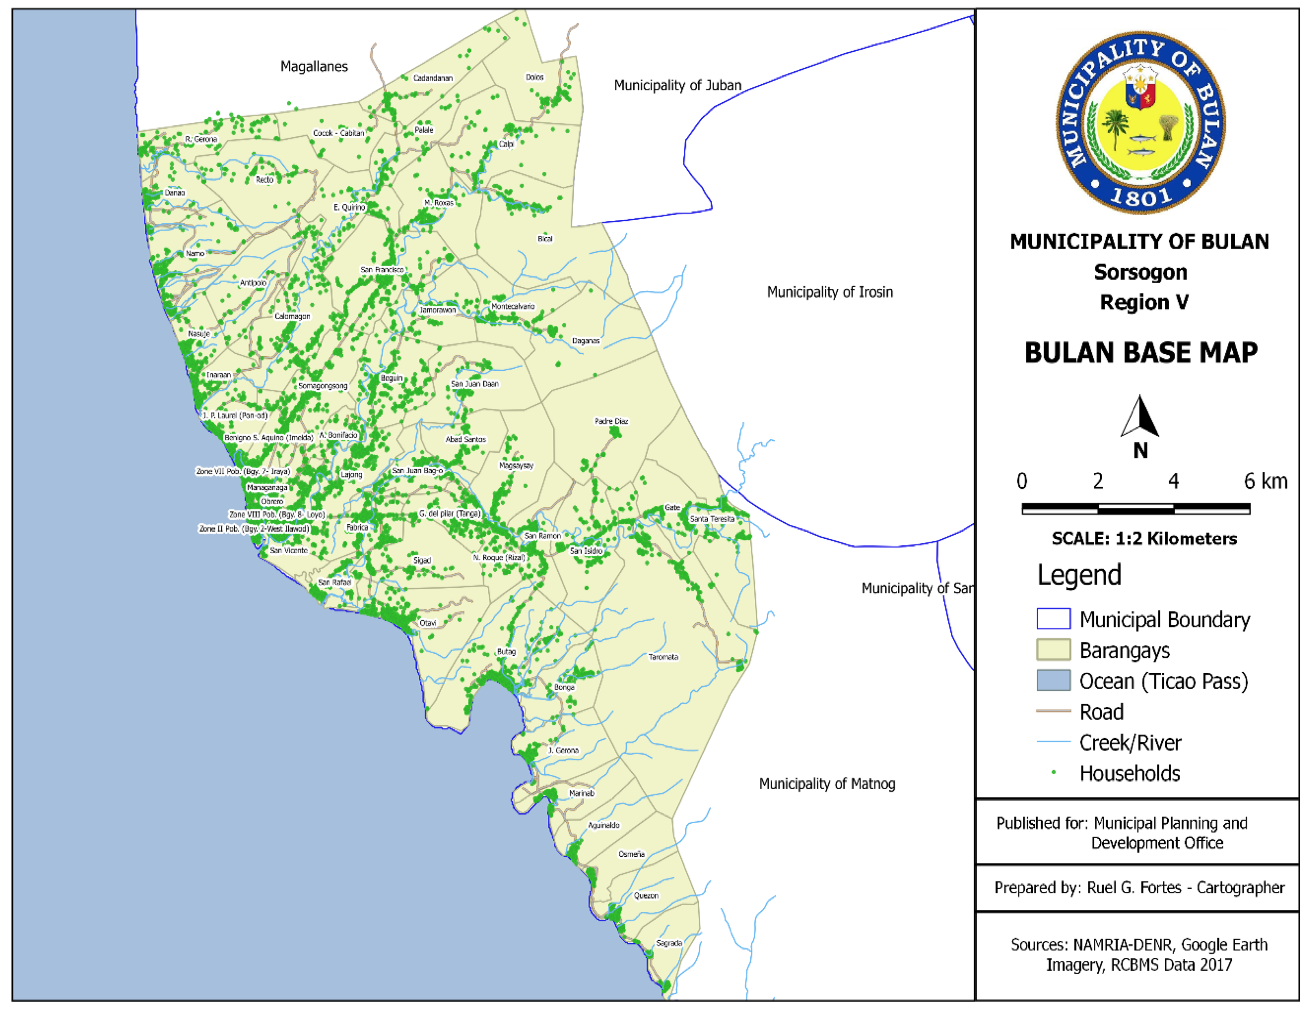 Magallanes
Municipality of Juban
Municipality of Irosin
Municipality of San
Municipality of Matnog
Cadandanan
Dolos
R. Gerona
Cocok - Cabitan
Palale
Calpi
Recto
Danao
E. Quirino
M. Roxas
Bical
Namo
San Francisco
Antipolo
Calomagon
Jamorawon
Montecalvario
Nasuje
Daganas
Inararan
Somagongsong
Beguin
San Juan Daan
J. P. Laurel (Pon-od)
Padre Diaz
Benigno S. Aquino (Imelda)
A. Bonifacio
Abad Santos
Zone VII Pob. (Bgy. 7- Iraya)
Lajong
San Juan Bag-o
Magsaysay
Managanaga
Obrero
Zone VIII Pob. (Bgy. 8- Loyo)
G. del pilar (Tanga)
Gate
Santa Teresita
Zone II Pob. (Bgy. 2-West Ilawod)
Fabrica
San Ramon
San Vicente
San Isidro
Sigad
N. Roque (Rizal)
San Rafael
Otavi
Butag
Taromata
Bonga
J. Gerona
Marinab
Aguinaldo
Osmeña
Quezon
Sagrada
MUNICIPALITY OF BULAN
1801
MUNICIPALITY OF BULAN
Sorsogon
Region V
BULAN BASE MAP
N
0 2 4 6 km
SCALE: 1:2 Kilometers
Legend
Municipal Boundary
Barangays
Ocean (Ticao Pass)
Road
Creek/River
Households
Published for: Municipal Planning and
Development Office
Prepared by: Ruel G. Fortes - Cartographer
Sources: NAMRIA-DENR, Google Earth
Imagery, RCBMS Data 2017